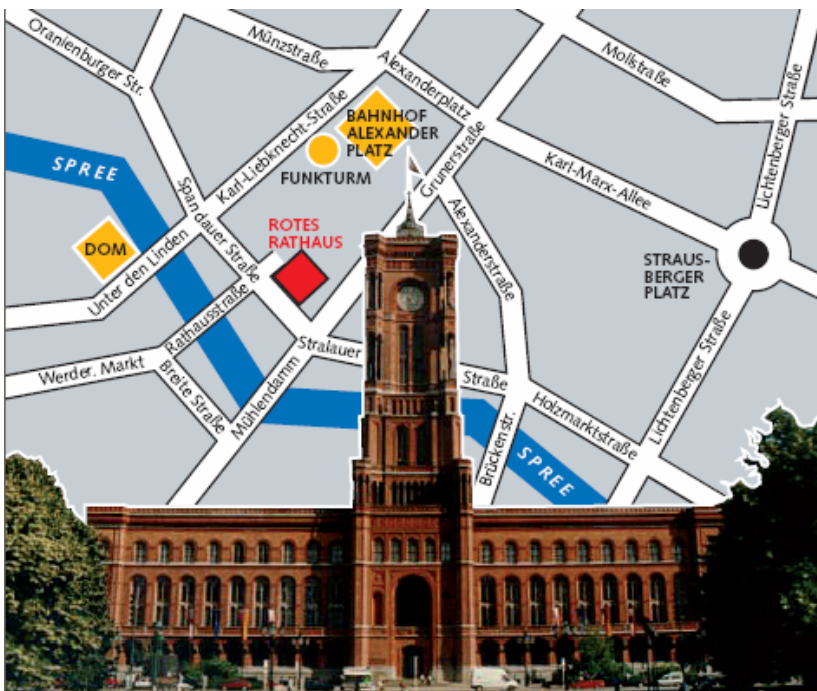 Oranienburger Str.
Münzstraße
Alexanderplatz
Mollstraße
Lichtenberger Straße
Karl-Liebknecht-Straße
BAHNHOF
ALEXANDER
PLATZ
FUNKTURM
Grunerstraße
Karl-Marx-Allee
SPREE
Spandauer Straße
Alexanderstraße
DOM
Unter den Linden
ROTES
RATHAUS
STRAUS-
BERGER
PLATZ
Rathausstraße
Werder. Markt
Breite Straße
Mühlendamm
Stralauer
Straße
Holzmarktstraße
Lichtenberger Straße
Brückenstr.
SPREE